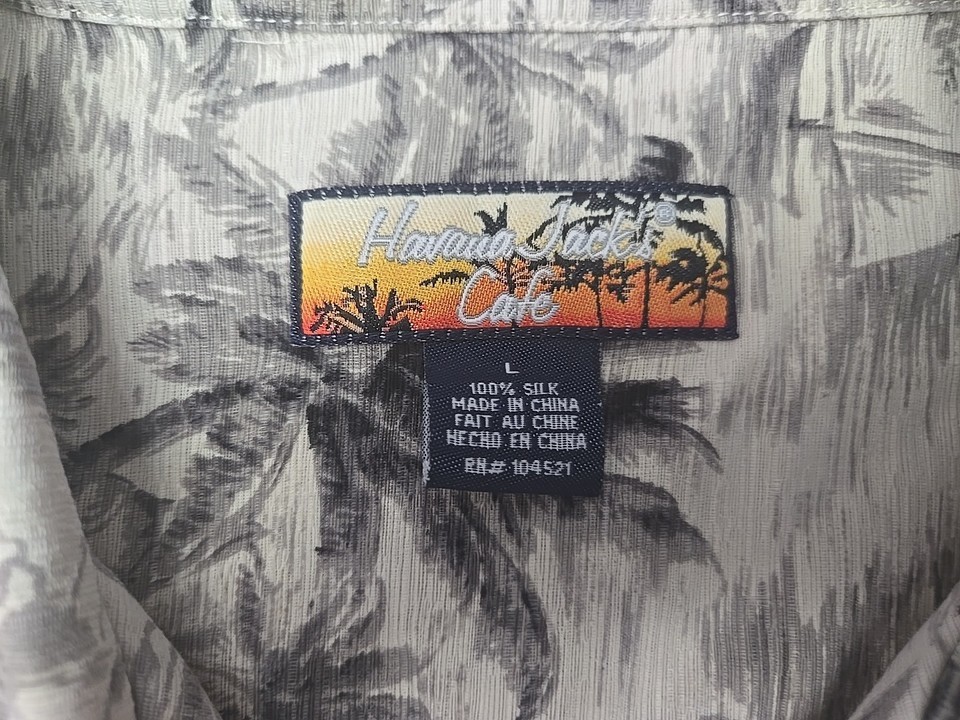 Havana Jack's®
Cafe
L
100% SILK
MADE IN CHINA
FAIT AU CHINE
HECHO EN CHINA
RN# 104521